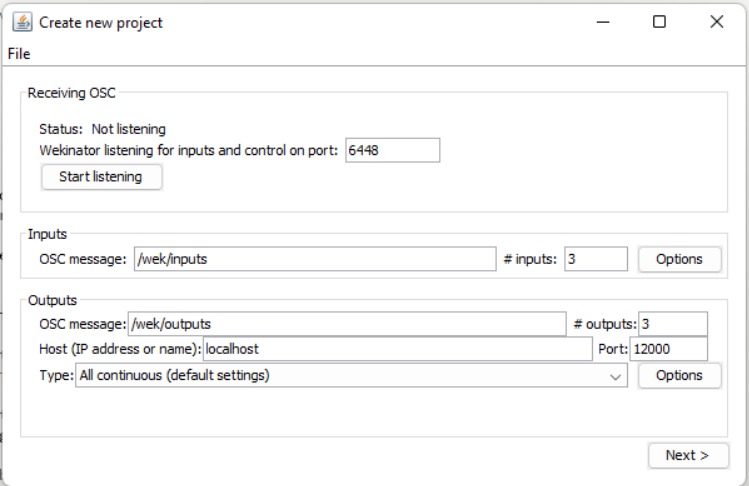 Create new project
File
Receiving OSC
Status: Not listening
Wekinator listening for inputs and control on port: 6448
Start listening
Inputs
OSC message: /wek/inputs # inputs: 3 Options
Outputs
OSC message: /wek/outputs # outputs: 3
Host (IP address or name): localhost Port: 12000
Type: All continuous (default settings) Options
Next >